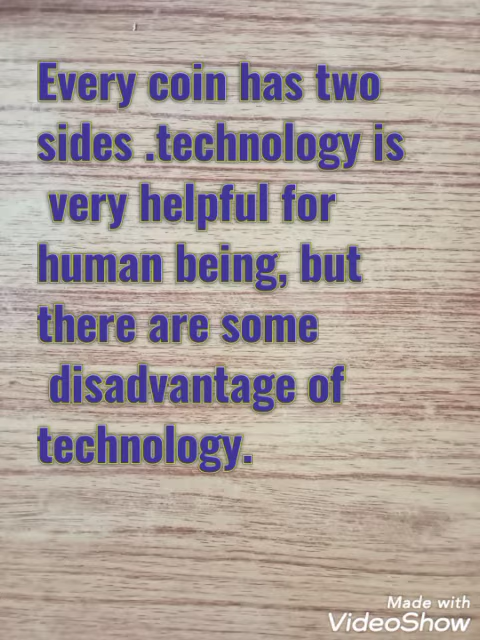 Every coin has two
sides .technology is
very helpful for
human being, but
there are some
disadvantage of
technology.
Made with
VideoShow